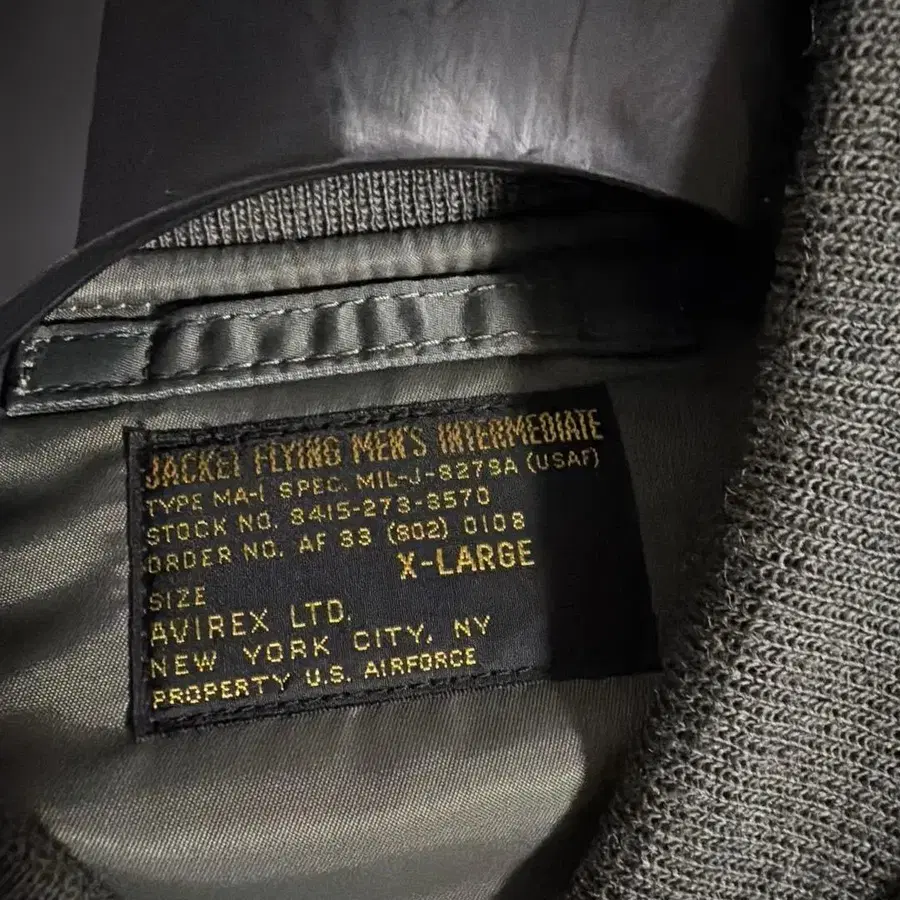 JACKET FLYING MEN'S INTERMEDIATE
TYPE MA-1 SPEC. MIL-J-8279A (USAF)
STOCK NO. 8415-273-3570
ORDER NO. AF 33 (802) 0108
X-LARGE
SIZE
AVIREX LTD.
NEW YORK CITY, NY
PROPERTY U.S. AIRFORCE